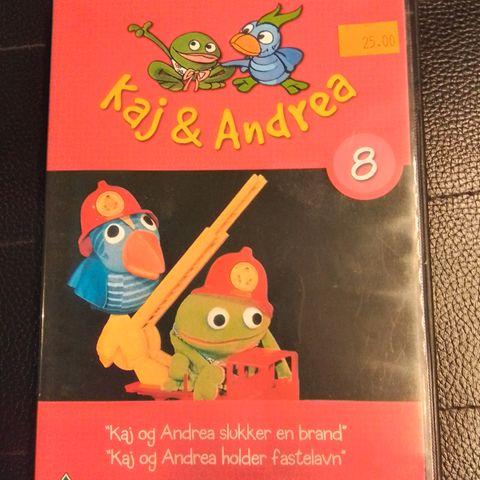 25.00
Kaj & Andrea
8
"Kaj og Andrea slukker en brand"
"Kaj og Andrea holder fastelavn"